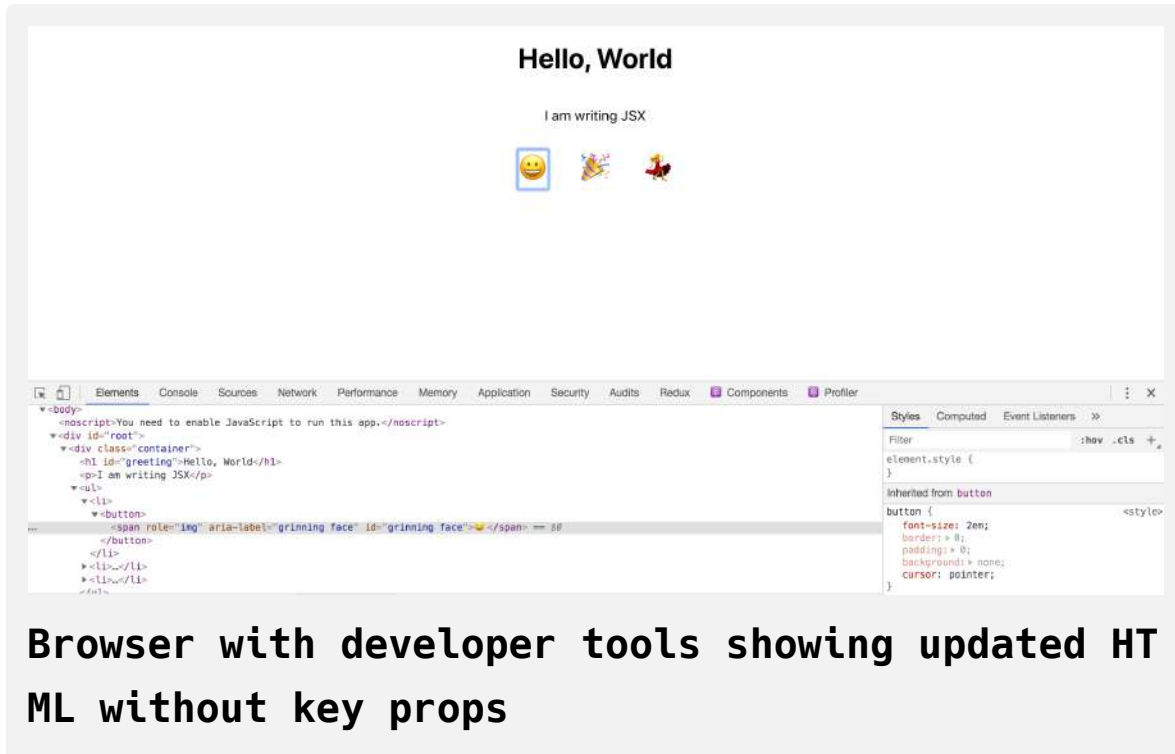 Hello, World
I am writing JSX
Elements Console Sources Network Performance Memory Application Security Audits Redux Components Profiler
▼<body>
<noscript>You need to enable JavaScript to run this app.</noscript>
▼<div id="root">
▼<div class="container">
<h1 id="greeting">Hello, World</h1>
<p>I am writing JSX</p>
▼<ul>
▼<li>
▼<button>
... <span role="img" aria-label="grinning face" id="grinning face">😀</span> == $0
</button>
</li>
▶<li>…</li>
▶<li>…</li>
</ul>
Styles Computed Event Listeners »
Filter :hov .cls +
element.style {
}
Inherited from button
button { <style>
font-size: 2em;
border:▶ 0;
padding:▶ 0;
background:▶ none;
cursor: pointer;
}
Browser with developer tools showing updated HT
ML without key props